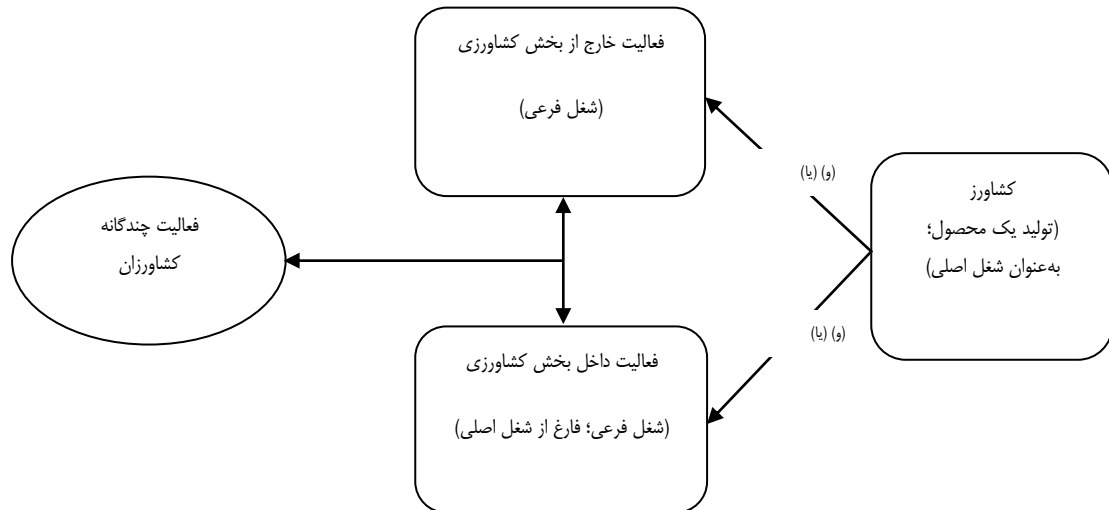 فعالیت خارج از بخش کشاورزی
(شغل فرعی)
(و) (یا)
کشاورز
(تولید یک محصول؛
به‌عنوان شغل اصلی)
فعالیت چندگانه
کشاورزان
(و) (یا)
فعالیت داخل بخش کشاورزی
(شغل فرعی؛ فارغ از شغل اصلی)